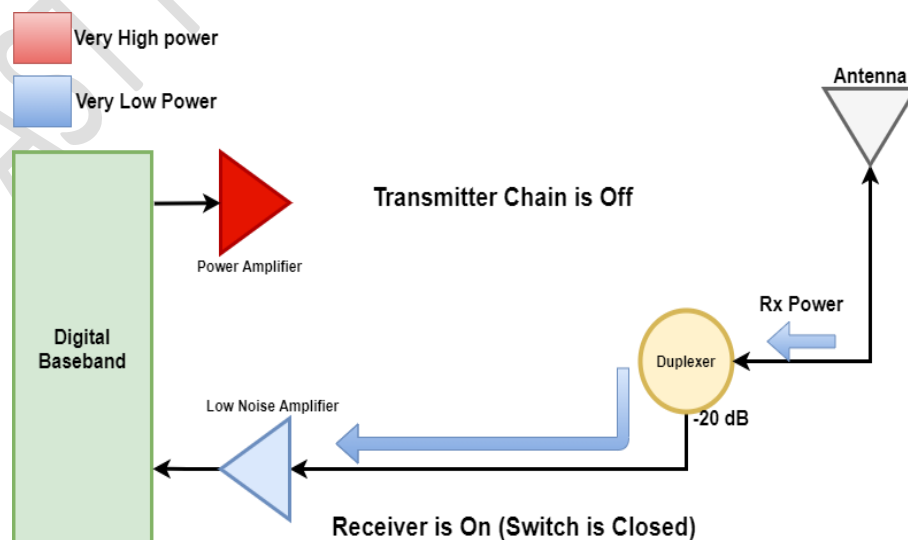 Very High power
Very Low Power
Antenna
Transmitter Chain is Off
Power Amplifier
Rx Power
Digital
Baseband
Duplexer
Low Noise Amplifier
-20 dB
Receiver is On (Switch is Closed)